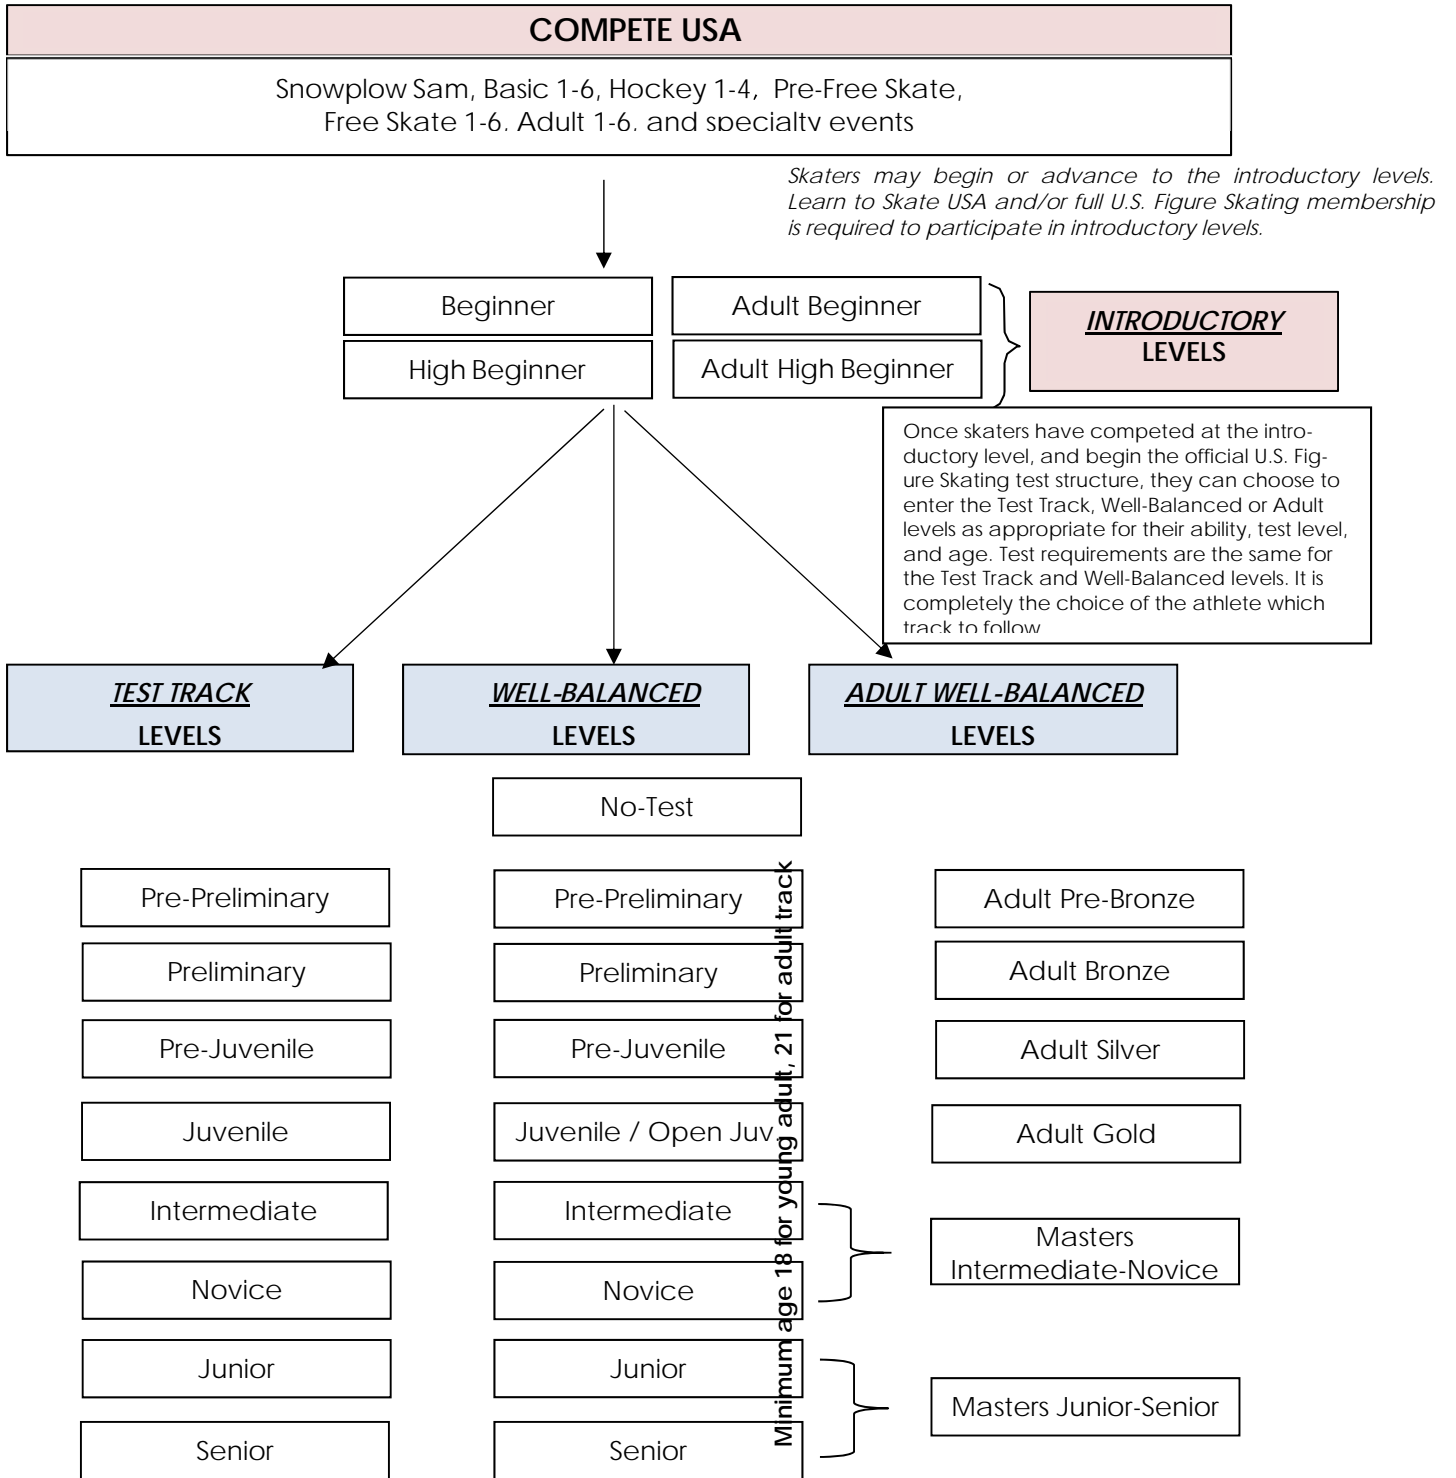 COMPETE USA
Snowplow Sam, Basic 1-6, Hockey 1-4, Pre-Free Skate,
Free Skate 1-6, Adult 1-6, and specialty events
Skaters may begin or advance to the introductory levels.
Learn to Skate USA and/or full U.S. Figure Skating membership
is required to participate in introductory levels.
Beginner
Adult Beginner
High Beginner
Adult High Beginner
INTRODUCTORY
LEVELS
Once skaters have competed at the intro-
ductory level, and begin the official U.S. Fig-
ure Skating test structure, they can choose to
enter the Test Track, Well-Balanced or Adult
levels as appropriate for their ability, test level,
and age. Test requirements are the same for
the Test Track and Well-Balanced levels. It is
completely the choice of the athlete which
track to follow
TEST TRACK
LEVELS
WELL-BALANCED
LEVELS
ADULT WELL-BALANCED
LEVELS
No-Test
Pre-Preliminary
Pre-Preliminary
Adult Pre-Bronze
Preliminary
Preliminary
Adult Bronze
Pre-Juvenile
Pre-Juvenile
Adult Silver
Juvenile
Juvenile / Open Juv.
Adult Gold
Intermediate
Intermediate
Masters
Intermediate-Novice
Novice
Novice
Junior
Junior
Masters Junior-Senior
Senior
Senior
Minimum age 18 for young adult, 21 for adult track